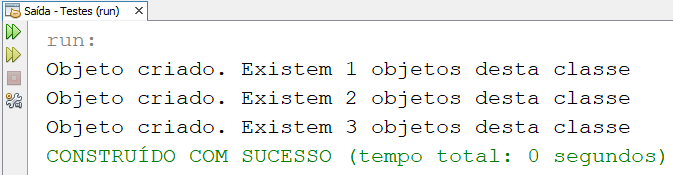 Saída - Testes (run)
run:
Objeto criado. Existem 1 objetos desta classe
Objeto criado. Existem 2 objetos desta classe
Objeto criado. Existem 3 objetos desta classe
CONSTRUÍDO COM SUCESSO (tempo total: 0 segundos)